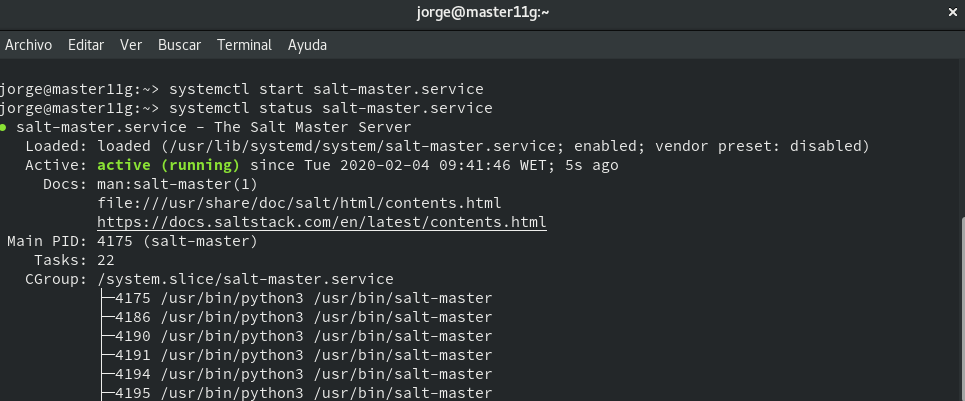 jorge@master11g:~
Archivo Editar Ver Buscar Terminal Ayuda
jorge@master11g:~> systemctl start salt-master.service
jorge@master11g:~> systemctl status salt-master.service
● salt-master.service - The Salt Master Server
Loaded: loaded (/usr/lib/systemd/system/salt-master.service; enabled; vendor preset: disabled)
Active: active (running) since Tue 2020-02-04 09:41:46 WET; 5s ago
Docs: man:salt-master(1)
file:///usr/share/doc/salt/html/contents.html
https://docs.saltstack.com/en/latest/contents.html
Main PID: 4175 (salt-master)
Tasks: 22
CGroup: /system.slice/salt-master.service
├─4175 /usr/bin/python3 /usr/bin/salt-master
├─4186 /usr/bin/python3 /usr/bin/salt-master
├─4190 /usr/bin/python3 /usr/bin/salt-master
├─4191 /usr/bin/python3 /usr/bin/salt-master
├─4194 /usr/bin/python3 /usr/bin/salt-master
├─4195 /usr/bin/python3 /usr/bin/salt-master